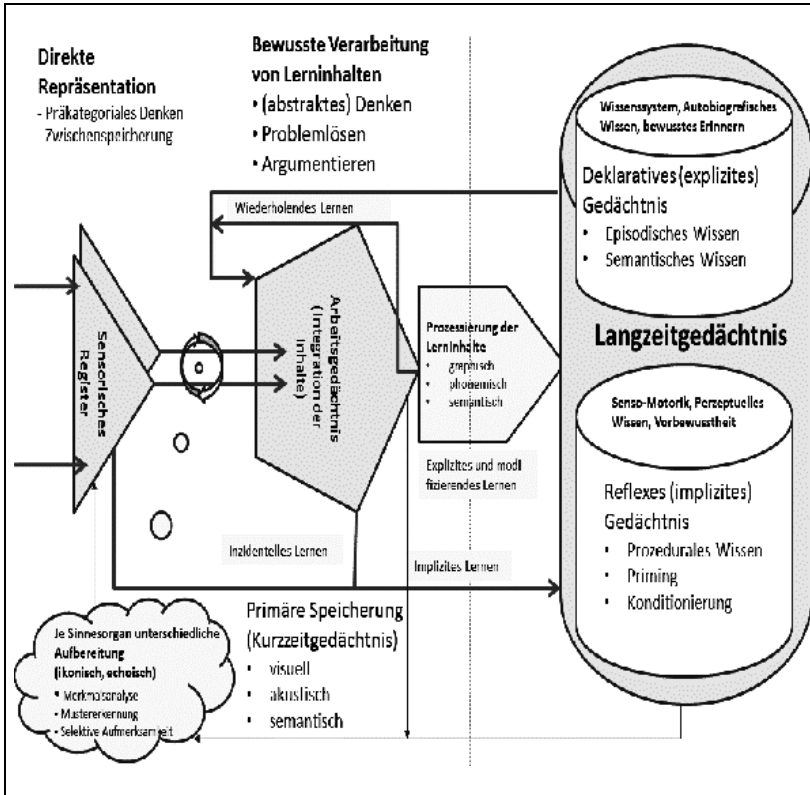 Direkte
Repräsentation
- Präkategoriales Denken
Zwischenspeicherung
Bewusste Verarbeitung
von Lerninhalten
• (abstraktes) Denken
• Problemlösen
• Argumentieren
Wiederholendes Lernen
Sensorisches
Register
Arbeitsgedächtnis
(Integration der
Inhalte)
Prozessierung der
Lerninhalte
• graphisch
• phonemisch
• semantisch
Explizites und modi
fizierendes Lernen
Inzidentelles Lernen
Implizites Lernen
Primäre Speicherung
(Kurzzeitgedächtnis)
• visuell
• akustisch
• semantisch
Je Sinnesorgan unterschiedliche
Aufbereitung
(ikonisch, echoisch)
• Merkmalsanalyse
• Mustererkennung
• Selektive Aufmerksamkeit
Wissenssystem, Autobiografisches
Wissen, bewusstes Erinnern
Deklaratives (explizites)
Gedächtnis
• Episodisches Wissen
• Semantisches Wissen
Langzeitgedächtnis
Senso-Motorik, Perzeptuelles
Wissen, Vorbewusstheit
Reflexes (implizites)
Gedächtnis
• Prozedurales Wissen
• Priming
• Konditionierung